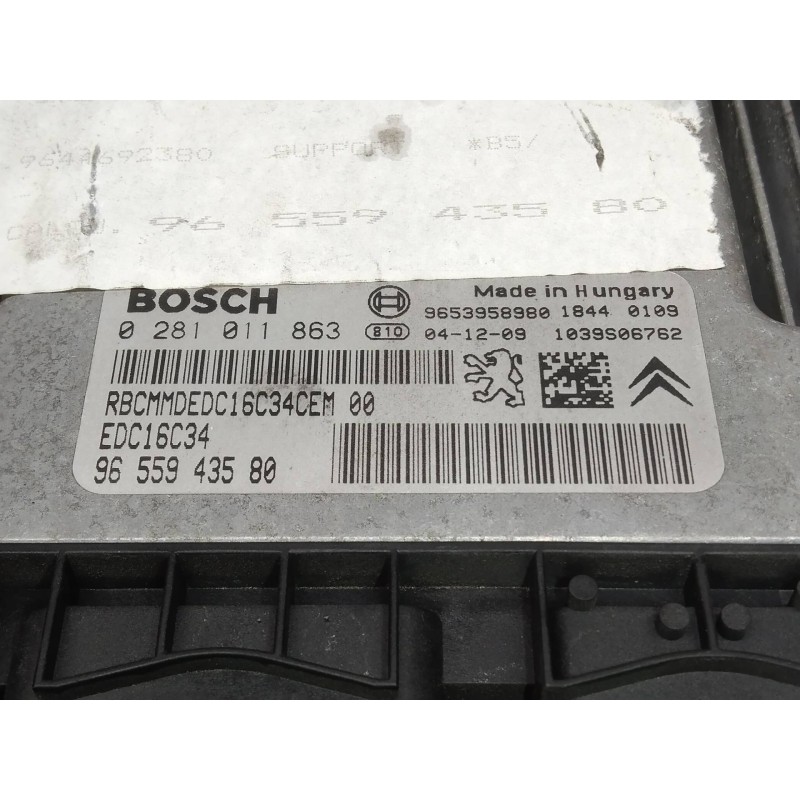 SUPPOR *B5/
96 559 435 80
BOSCH Made in Hungary
9653958980 1844 0109
0 281 011 863 810 04-12-09 1039S06762
RBCMMDEDC16C34CEM 00
EDC16C34
96 559 435 80